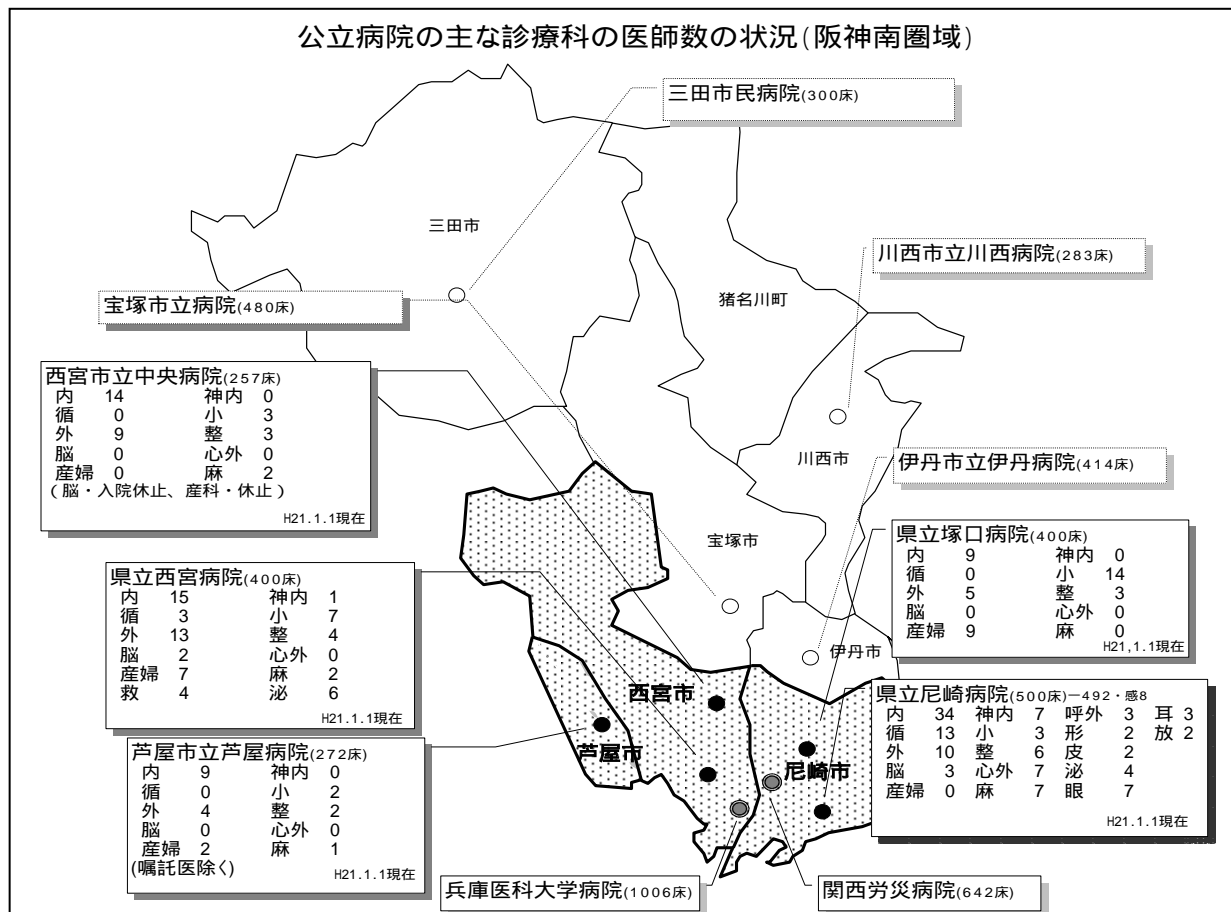 公立病院の主な診療科の医師数の状況(阪神南圏域)
三田市民病院(300床)
三田市
川西市立川西病院(283床)
宝塚市立病院(480床)
猪名川町
西宮市立中央病院(257床)
内 14 神内 0
循 0 小 3
外 9 整 3
脳 0 心外 0
産婦 0 麻 2
(脳・入院休止、産科・休止)
H21.1.1現在
川西市
伊丹市立伊丹病院(414床)
宝塚市
県立塚口病院(400床)
内 9 神内 0
循 0 小 14
外 5 整 3
脳 0 心外 0
産婦 9 麻 0
H21,1.1現在
県立西宮病院(400床)
内 15 神内 1
循 3 小 7
外 13 整 4
脳 2 心外 0
産婦 7 麻 2
救 4 泌 6
H21.1.1現在
伊丹市
西宮市
県立尼崎病院(500床)－492・感8
内 34 神内 7 呼外 3 耳 3
循 13 小 3 形 2 放 2
外 10 整 6 皮 2
脳 3 心外 7 泌 4
産婦 0 麻 7 眼 7
H21.1.1現在
芦屋市
尼崎市
芦屋市立芦屋病院(272床)
内 9 神内 0
循 0 小 2
外 4 整 2
脳 0 心外 0
産婦 2 麻 1
(嘱託医除く)
H21.1.1現在
兵庫医科大学病院(1006床)
関西労災病院(642床)